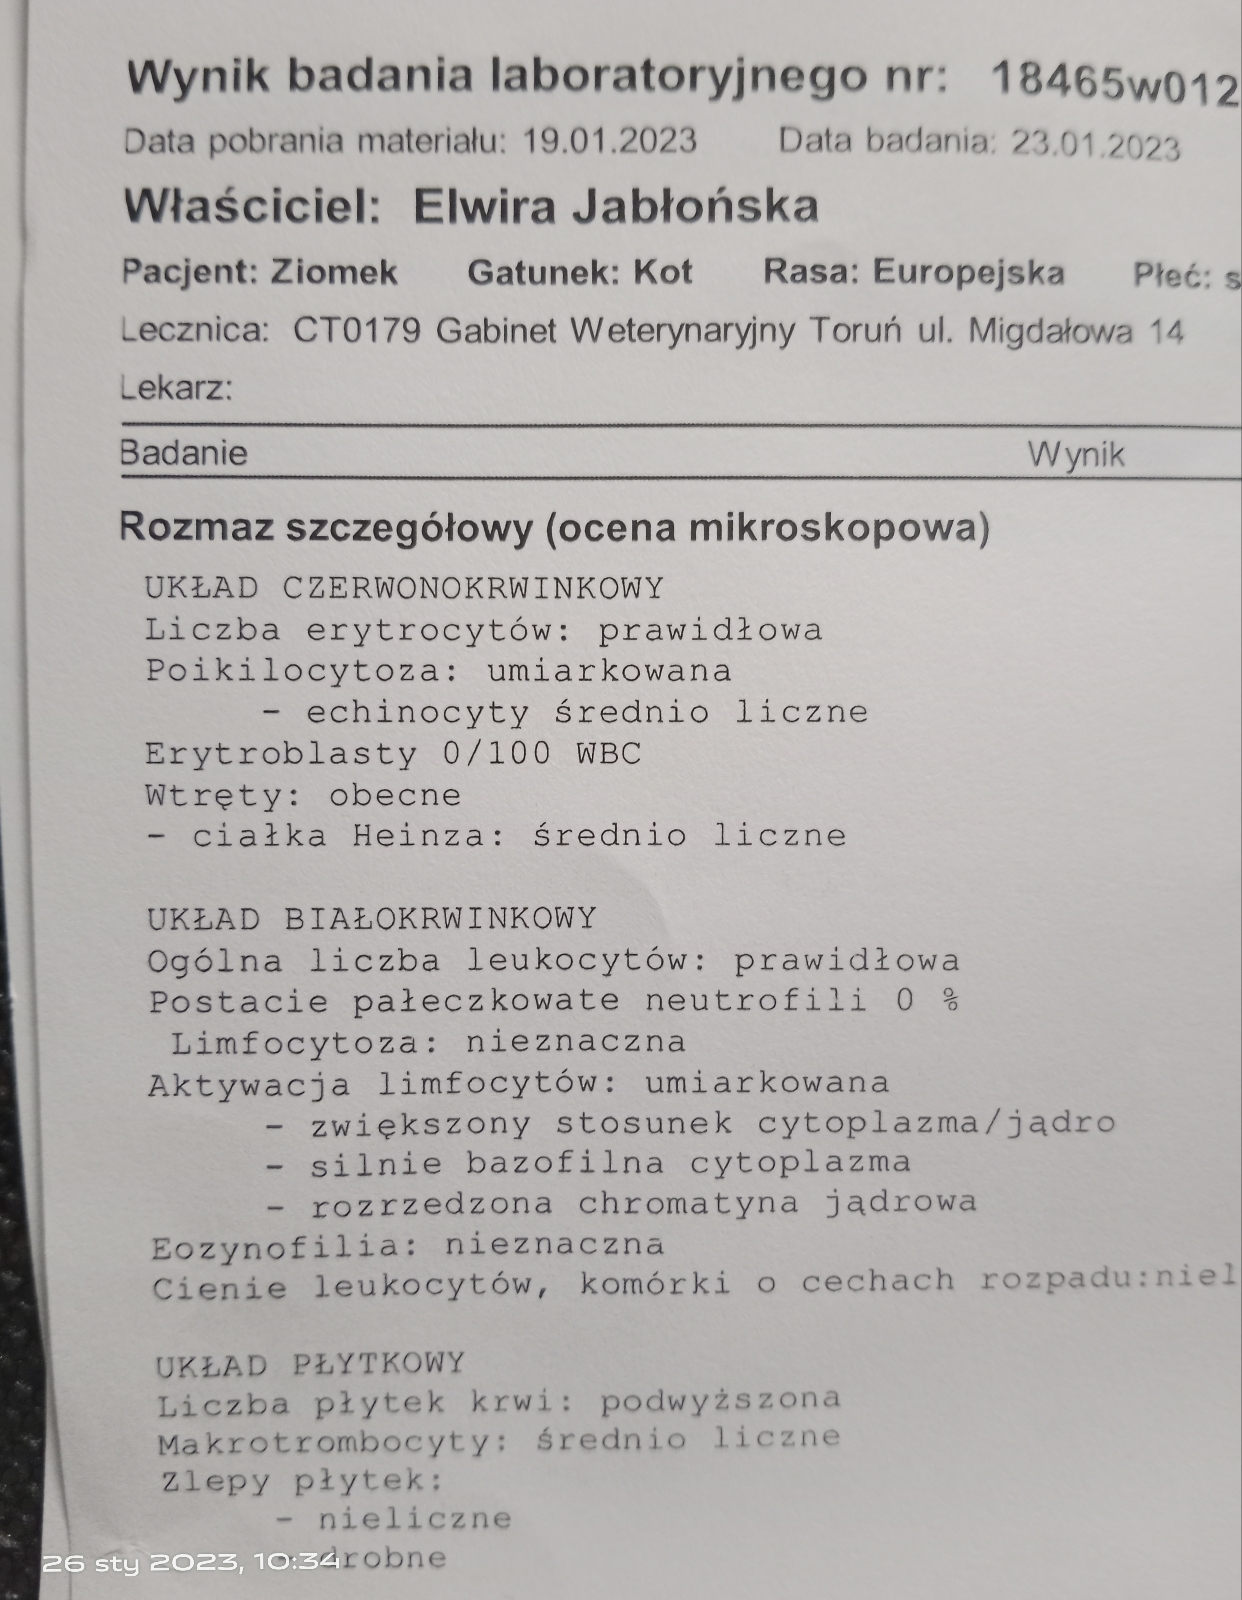 Wynik badania laboratoryjnego nr: 18465w012
Data pobrania materiału: 19.01.2023 Data badania: 23.01.2023
Właściciel: Elwira Jabłońska
Pacjent: Ziomek Gatunek: Kot Rasa: Europejska Płeć: s
Lecznica: CT0179 Gabinet Weterynaryjny Toruń ul. Migdałowa 14
Lekarz:
Badanie Wynik
Rozmaz szczegółowy (ocena mikroskopowa)
UKŁAD CZERWONOKRWINKOWY
Liczba erytrocytów: prawidłowa
Poikilocytoza: umiarkowana
- echinocyty średnio liczne
Erytroblasty 0/100 WBC
Wtręty: obecne
- ciałka Heinza: średnio liczne
UKŁAD BIAŁOKRWINKOWY
Ogólna liczba leukocytów: prawidłowa
Postacie pałeczkowate neutrofili 0 %
Limfocytoza: nieznaczna
Aktywacja limfocytów: umiarkowana
- zwiększony stosunek cytoplazma/jądro
- silnie bazofilna cytoplazma
- rozrzedzona chromatyna jądrowa
Eozynofilia: nieznaczna
Cienie leukocytów, komórki o cechach rozpadu:niel
UKŁAD PŁYTKOWY
Liczba płytek krwi: podwyższona
Makrotrombocyty: średnio liczne
Zlepy płytek:
- nieliczne
- drobne
26 sty 2023, 10:34